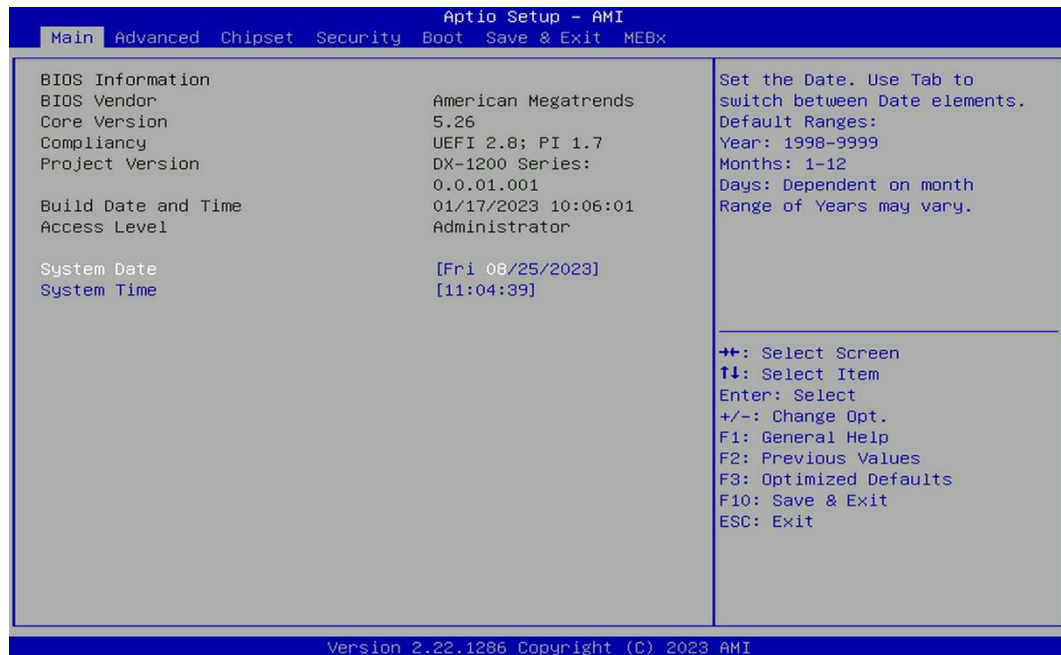 Aptio Setup – AMI
Main Advanced Chipset Security Boot Save & Exit MEBx
BIOS Information
BIOS Vendor American Megatrends
Core Version 5.26
Compliancy UEFI 2.8; PI 1.7
Project Version DX-1200 Series:
0.0.01.001
Build Date and Time 01/17/2023 10:06:01
Access Level Administrator
System Date [Fri 08/25/2023]
System Time [11:04:39]
Set the Date. Use Tab to
switch between Date elements.
Default Ranges:
Year: 1998-9999
Months: 1-12
Days: Dependent on month
Range of Years may vary.
→←: Select Screen
↑↓: Select Item
Enter: Select
+/-: Change Opt.
F1: General Help
F2: Previous Values
F3: Optimized Defaults
F10: Save & Exit
ESC: Exit
Version 2.22.1286 Copyright (C) 2023 AMI